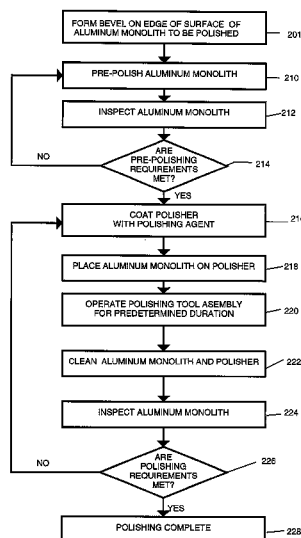 FORM BEVEL ON EDGE OF SURFACE OF
ALUMINUM MONOLITH TO BE POLISHED
201
PRE-POLISH ALUMINUM MONOLITH
210
INSPECT ALUMINUM MONOLITH
212
ARE
PRE-POLISHING
REQUIREMENTS
MET?
214
NO
YES
COAT POLISHER
WITH POLISHING AGENT
PLACE ALUMINUM MONOLITH ON POLISHER
218
OPERATE POLISHING TOOL ASEMBLY
FOR PREDETERMINED DURATION
220
CLEAN ALUMINUM MONOLITH AND POLISHER
222
INSPECT ALUMINUM MONOLITH
224
ARE
POLISHING
REQUIREMENTS
MET?
226
NO
YES
POLISHING COMPLETE
228